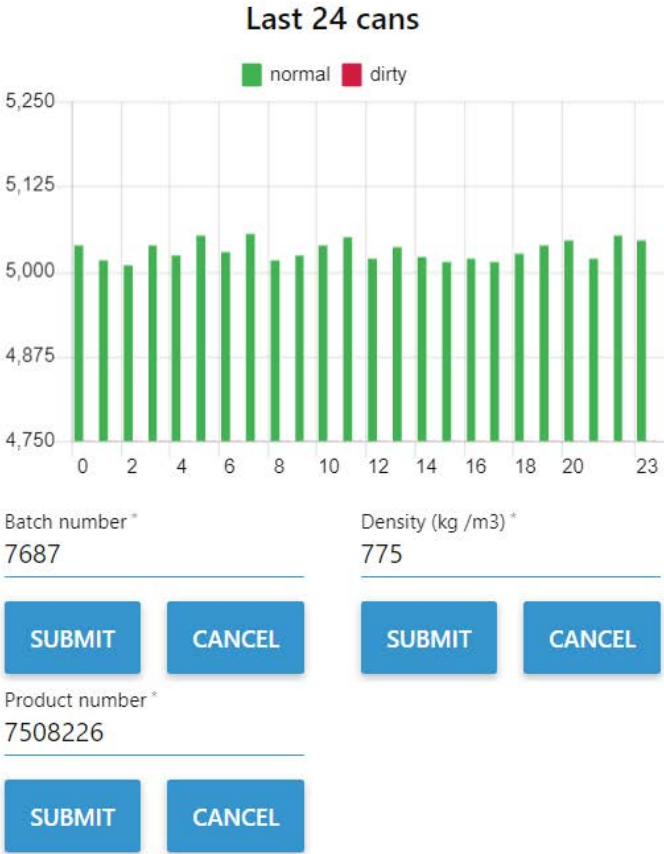 Last 24 cans
normal dirty
5,250
5,125
5,000
4,875
4,750
0 2 4 6 8 10 12 14 16 18 20 23
Batch number * Density (kg /m3) *
7687 775
SUBMIT CANCEL SUBMIT CANCEL
Product number *
7508226
SUBMIT CANCEL